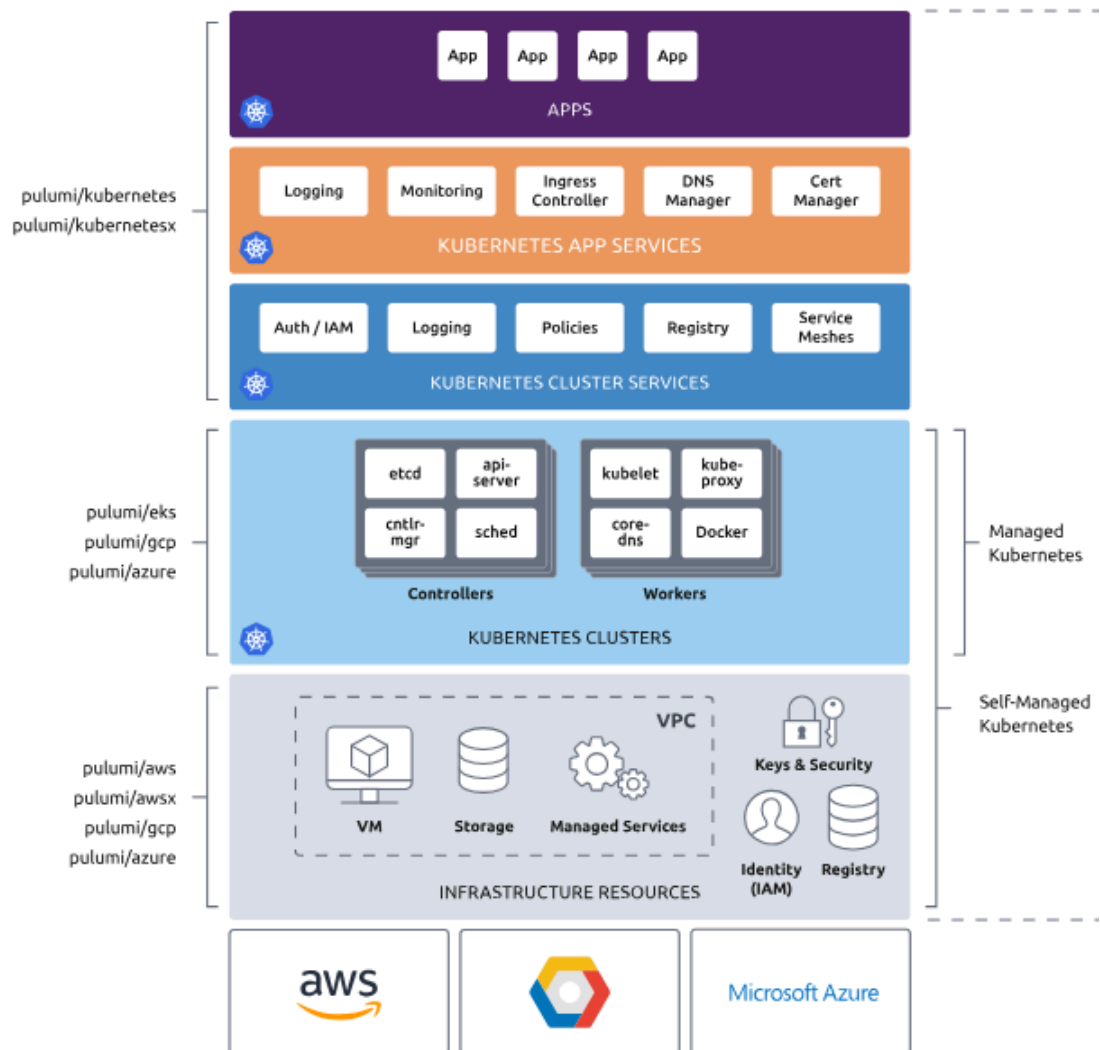 App
App
App
App
APPS
pulumi/kubernetes
pulumi/kubernetesx
Logging
Monitoring
Ingress
Controller
DNS
Manager
Cert
Manager
KUBERNETES APP SERVICES
Auth / IAM
Logging
Policies
Registry
Service
Meshes
KUBERNETES CLUSTER SERVICES
pulumi/eks
pulumi/gcp
pulumi/azure
etcd
api-
server
cntlr-
mgr
sched
Controllers
kubelet
kube-
proxy
core-
dns
Docker
Workers
KUBERNETES CLUSTERS
Managed
Kubernetes
Self-Managed
Kubernetes
pulumi/aws
pulumi/awsx
pulumi/gcp
pulumi/azure
VPC
VM
Storage
Managed Services
Keys & Security
Identity
(IAM)
Registry
INFRASTRUCTURE RESOURCES
aws
Microsoft Azure